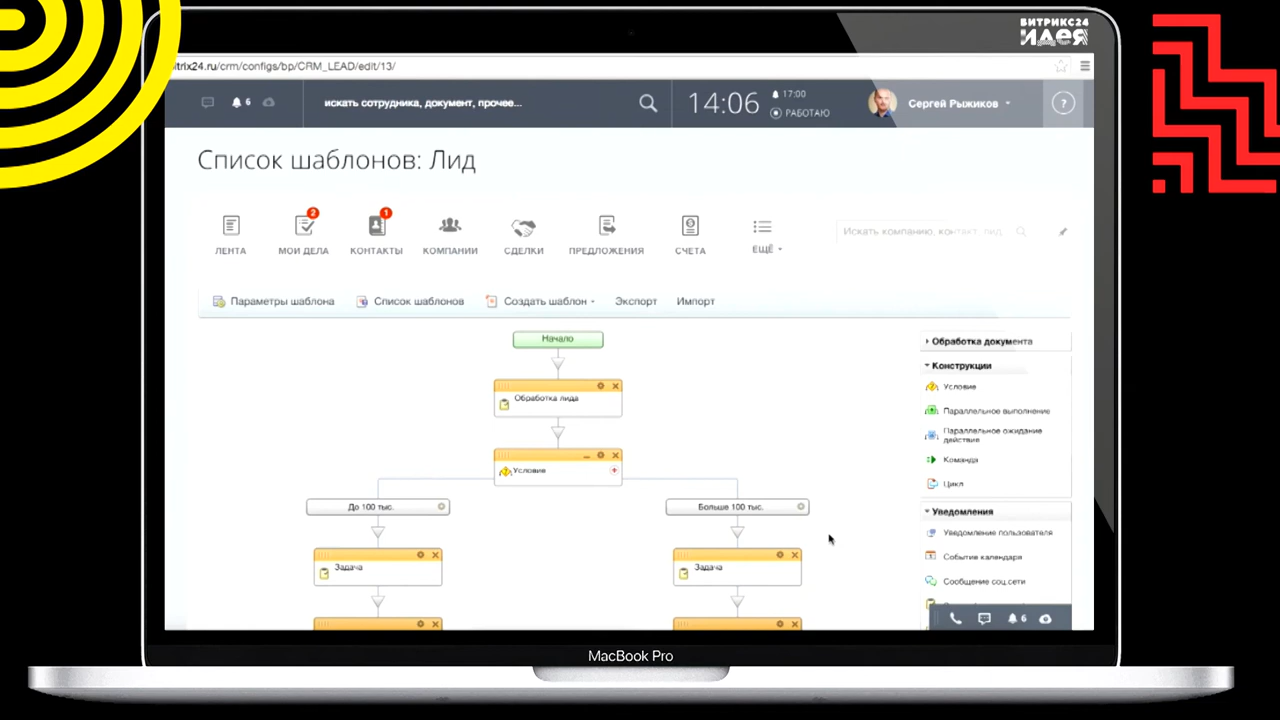 БИТРИКС24
идея
itrix24.ru/crm/configs/bp/CRM_LEAD/edit/13/
6
искать сотрудника, документ, прочее...
14:06
17:00
РАБОТАЮ
Сергей Рыжиков
?
Список шаблонов: Лид
2
1
ЛЕНТА
МОИ ДЕЛА
КОНТАКТЫ
КОМПАНИИ
СДЕЛКИ
ПРЕДЛОЖЕНИЯ
СЧЕТА
ЕЩЁ
Искать компанию, контакт, лид
Параметры шаблона
Список шаблонов
Создать шаблон
Экспорт
Импорт
Начало
Обработка лида
Условие
До 100 тыс.
Больше 100 тыс.
Задача
Задача
Обработка документа
Конструкции
Условие
Параллельное выполнение
Параллельное ожидание
действия
Команда
Цикл
Уведомления
Уведомление пользователя
Событие календаря
Сообщение соц.сети
6
MacBook Pro